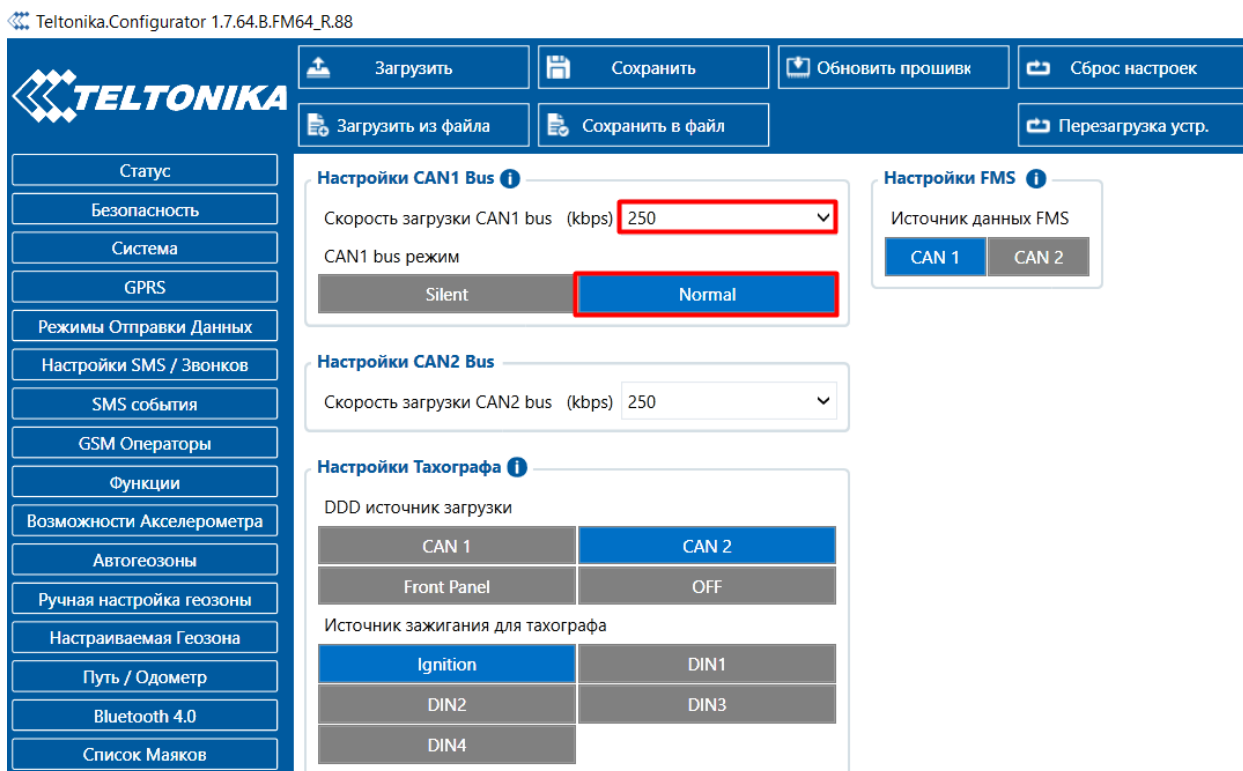 Teltonika.Configurator 1.7.64.B.FM64_R.88
TELTONIKA
Загрузить
Сохранить
Обновить прошивк
Сброс настроек
Загрузить из файла
Сохранить в файл
Перезагрузка устр.
Статус
Безопасность
Система
GPRS
Режимы Отправки Данных
Настройки SMS / Звонков
SMS события
GSM Операторы
Функции
Возможности Акселерометра
Автогеозоны
Ручная настройка геозоны
Настраиваемая Геозона
Путь / Одометр
Bluetooth 4.0
Список Маяков
Настройки CAN1 Bus i
Скорость загрузки CAN1 bus (kbps) 250
CAN1 bus режим
Silent Normal
Настройки FMS i
Источник данных FMS
CAN 1 CAN 2
Настройки CAN2 Bus
Скорость загрузки CAN2 bus (kbps) 250
Настройки Тахографа i
DDD источник загрузки
CAN 1 CAN 2
Front Panel OFF
Источник зажигания для тахографа
Ignition DIN1
DIN2 DIN3
DIN4